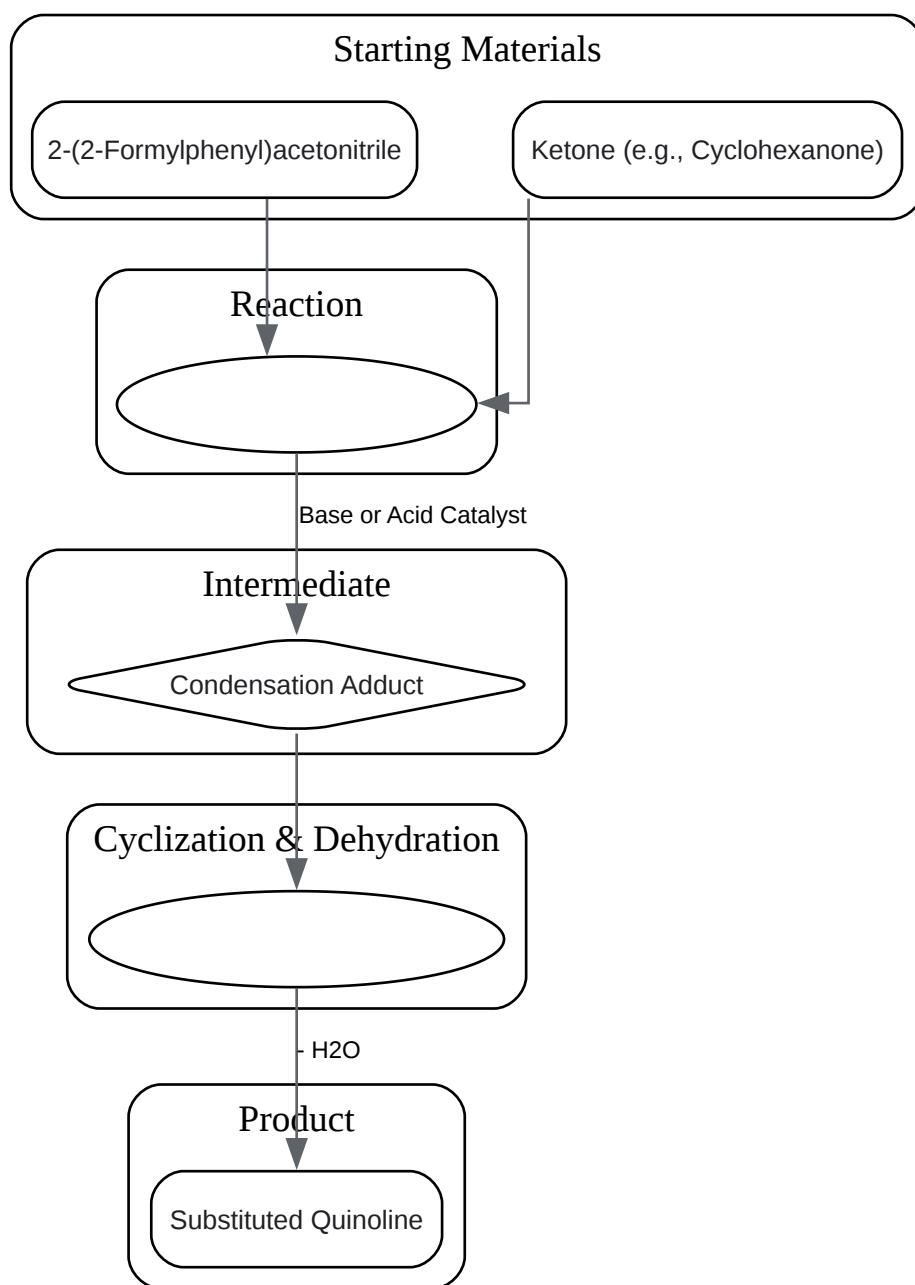 Starting Materials
2-(2-Formylphenyl)acetonitrile
Ketone (e.g., Cyclohexanone)
Reaction
Base or Acid Catalyst
Intermediate
Condensation Adduct
Cyclization & Dehydration
- H2O
Product
Substituted Quinoline